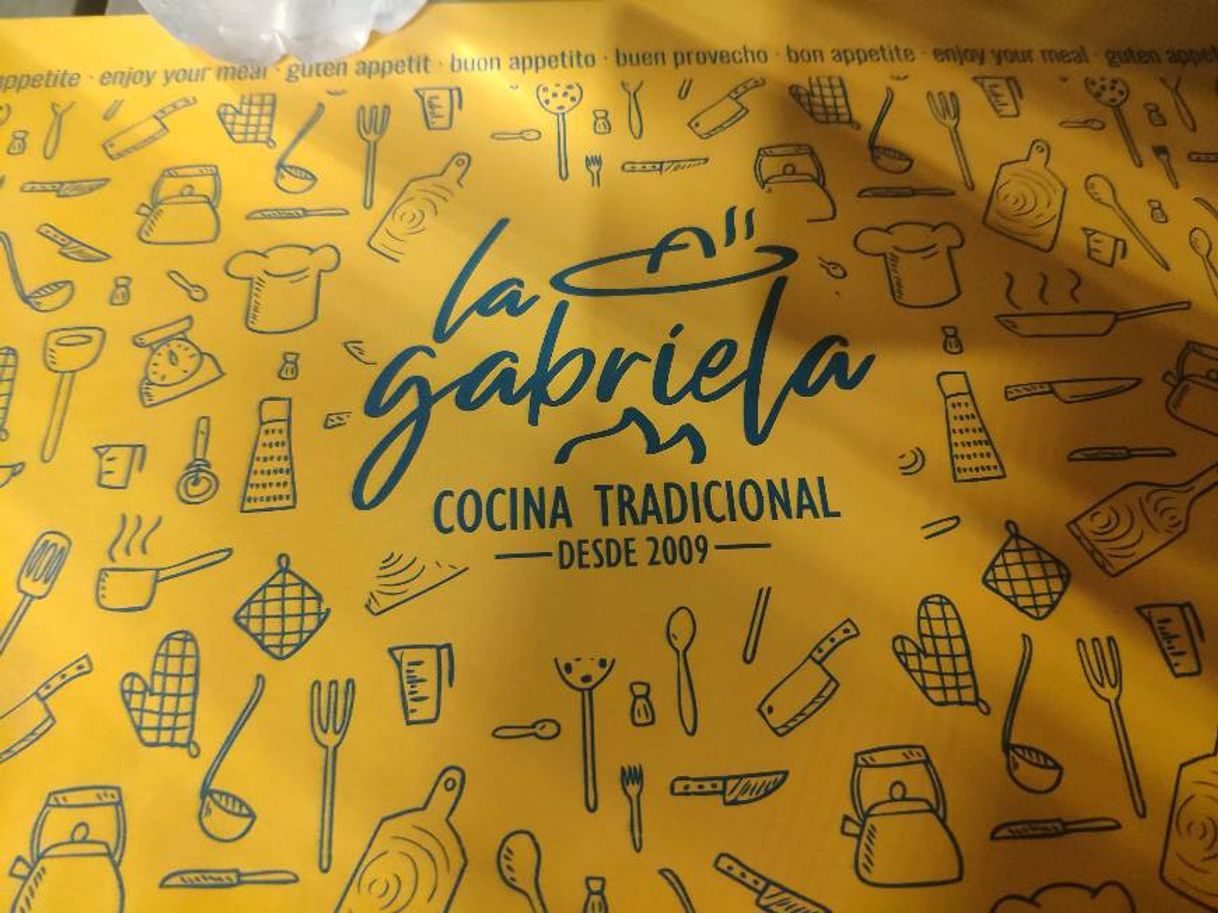 appetite · enjoy your meal · guten appetit · buon appetito · buen provecho · bon appetite · enjoy your meal · guten
la
gabriela
COCINA TRADICIONAL
DESDE 2009